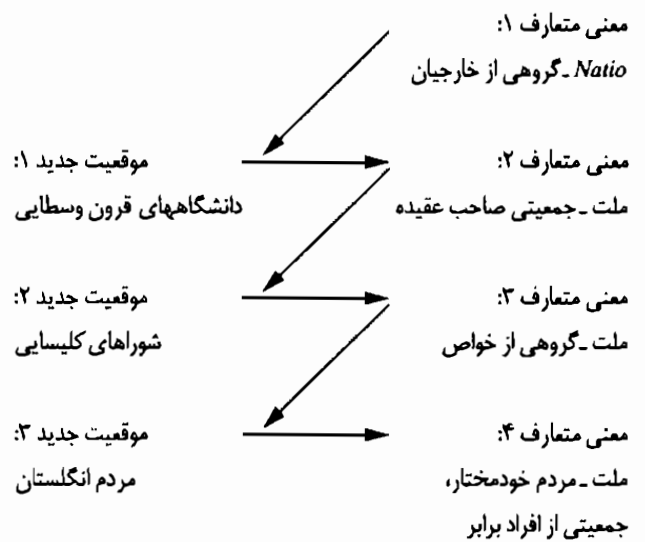 معنی متعارف ۱:
Natio ـ گروهی از خارجیان
معنی متعارف ۲:
ملت ـ جمعیتی صاحب عقیده
موقعیت جدید ۱:
دانشگاههای قرون وسطایی
معنی متعارف ۳:
ملت ـ گروهی از خواص
موقعیت جدید ۲:
شوراهای کلیسایی
معنی متعارف ۴:
ملت ـ مردم خودمختار،
جمعیتی از افراد برابر
موقعیت جدید ۳:
مردم انگلستان